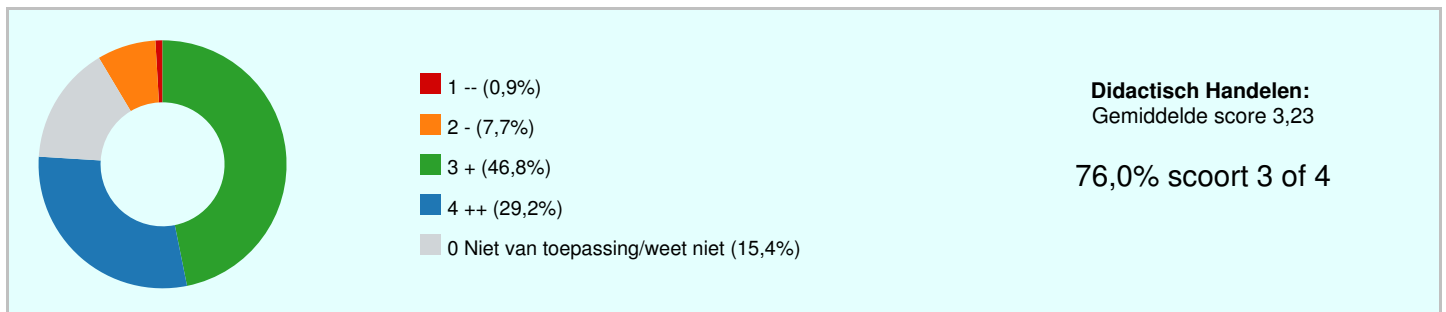 1 -- (0,9%)
2 - (7,7%)
3 + (46,8%)
4 ++ (29,2%)
0 Niet van toepassing/weet niet (15,4%)
Didactisch Handelen:
Gemiddelde score 3,23
76,0% scoort 3 of 4